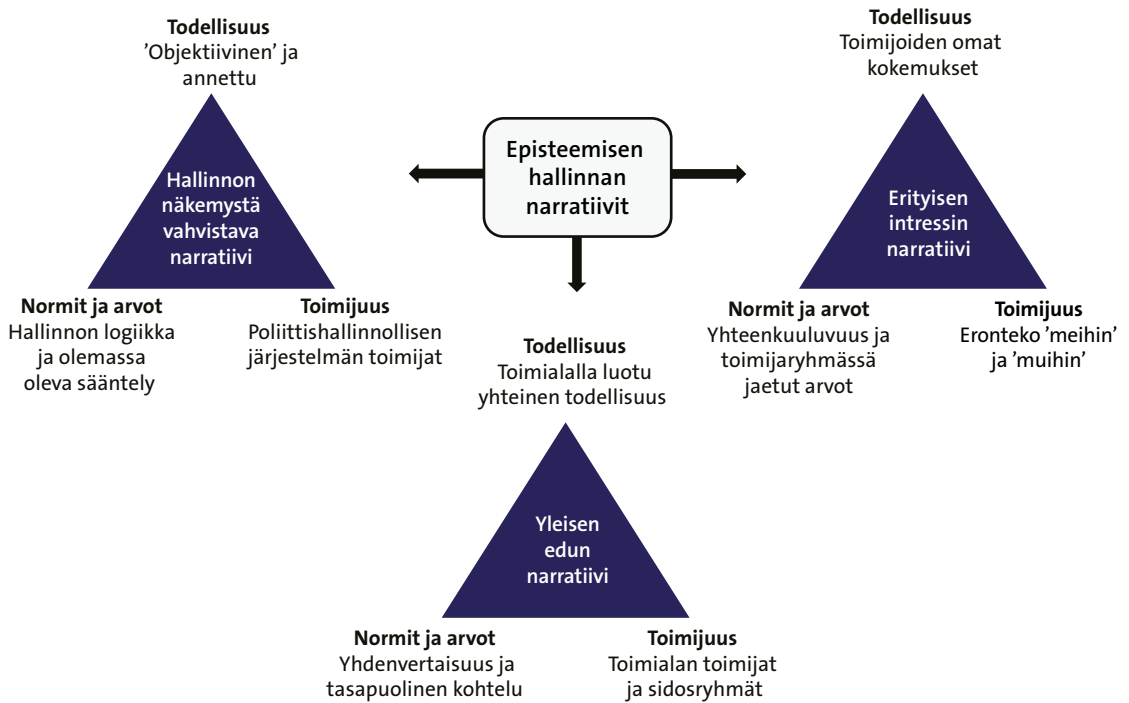 Todellisuus
’Objektiivinen’ ja
annettu
Hallinnon
näkemystä
vahvistava
narratiivi
Normit ja arvot
Hallinnon logiikka
ja olemassa
oleva sääntely
Toimijuus
Poliittishallinnollisen
järjestelmän toimijat
Episteemisen
hallinnan
narratiivit
Todellisuus
Toimijoiden omat
kokemukset
Erityisen
intressin
narratiivi
Normit ja arvot
Yhteenkuuluvuus ja
toimijaryhmässä
jaetut arvot
Toimijuus
Eronteko ’meihin’
ja ’muihin’
Todellisuus
Toimialalla luotu
yhteinen todellisuus
Yleisen
edun
narratiivi
Normit ja arvot
Yhdenvertaisuus ja
tasapuolinen kohtelu
Toimijuus
Toimialan toimijat
ja sidosryhmät